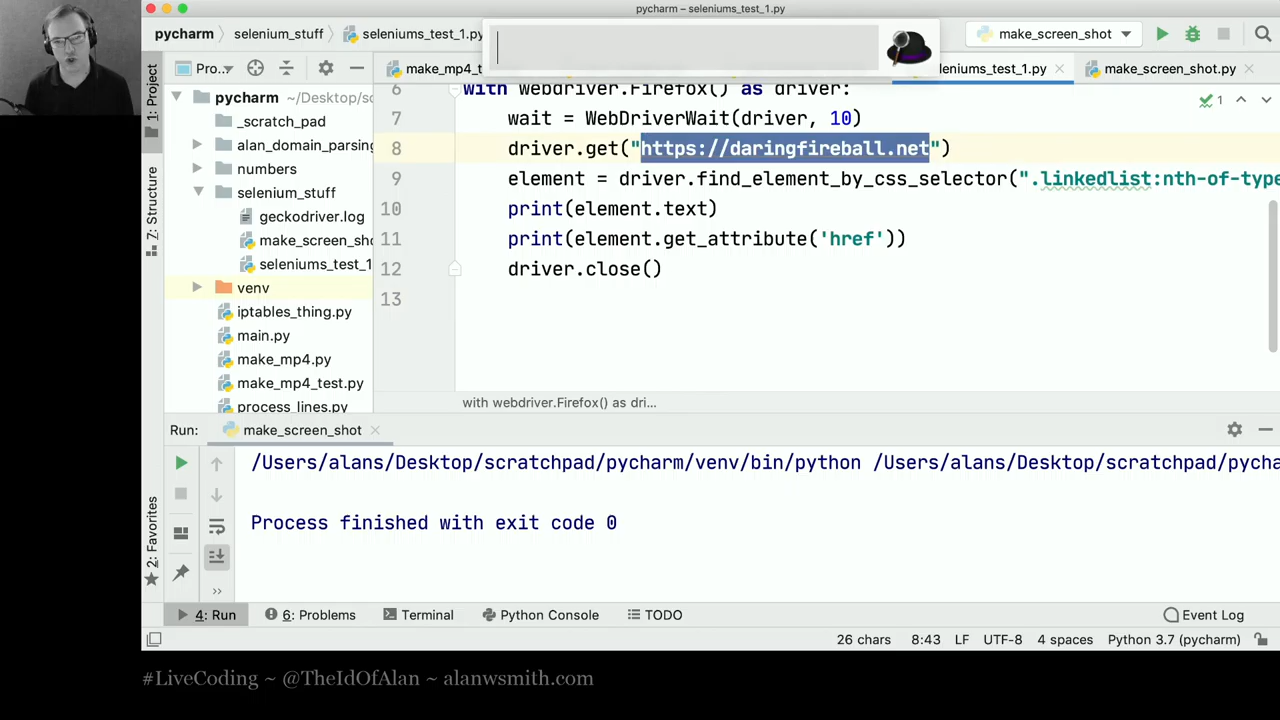 pycharm – seleniums_test_1.py
pycharm
selenium_stuff
seleniums_test_1.py
make_screen_shot
1: Project
Pro..
make_mp4_t
eniums_test_1.py
make_screen_shot.py
pycharm ~/Desktop/sc
_scratch_pad
alan_domain_parsing
numbers
selenium_stuff
geckodriver.log
make_screen_sho
seleniums_test_1
venv
iptables_thing.py
main.py
make_mp4.py
make_mp4_test.py
process_lines.py
7: Structure
2: Favorites
6 with webdriver.Firefox() as driver:
7 wait = WebDriverWait(driver, 10)
8 driver.get("https://daringfireball.net")
9 element = driver.find_element_by_css_selector(".linkedlist:nth-of-type
10 print(element.text)
11 print(element.get_attribute('href'))
12 driver.close()
13
1
with webdriver.Firefox() as dri...
Run: make_screen_shot
/Users/alans/Desktop/scratchpad/pycharm/venv/bin/python /Users/alans/Desktop/scratchpad/pycha
Process finished with exit code 0
4: Run
6: Problems
Terminal
Python Console
TODO
Event Log
26 chars 8:43 LF UTF-8 4 spaces Python 3.7 (pycharm)
#LiveCoding ~ @TheIdOfAlan ~ alanwsmith.com